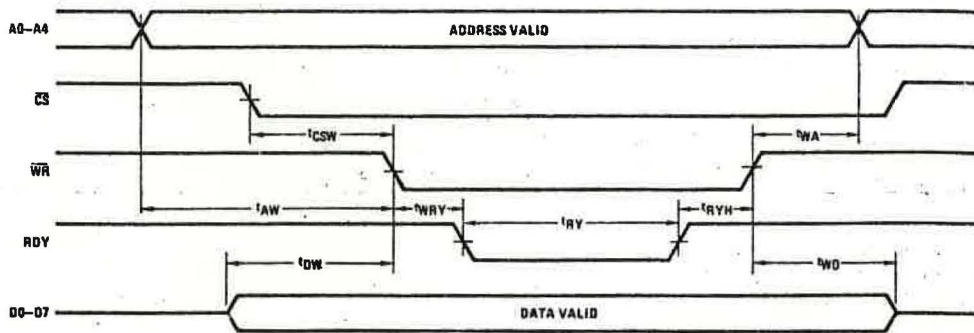 A0–A4 ADDRESS VALID
CS
tCSW tWA
WR
tAW tWRY tRY tRYH
RDY
tDW tWD
D0–D7 DATA VALID